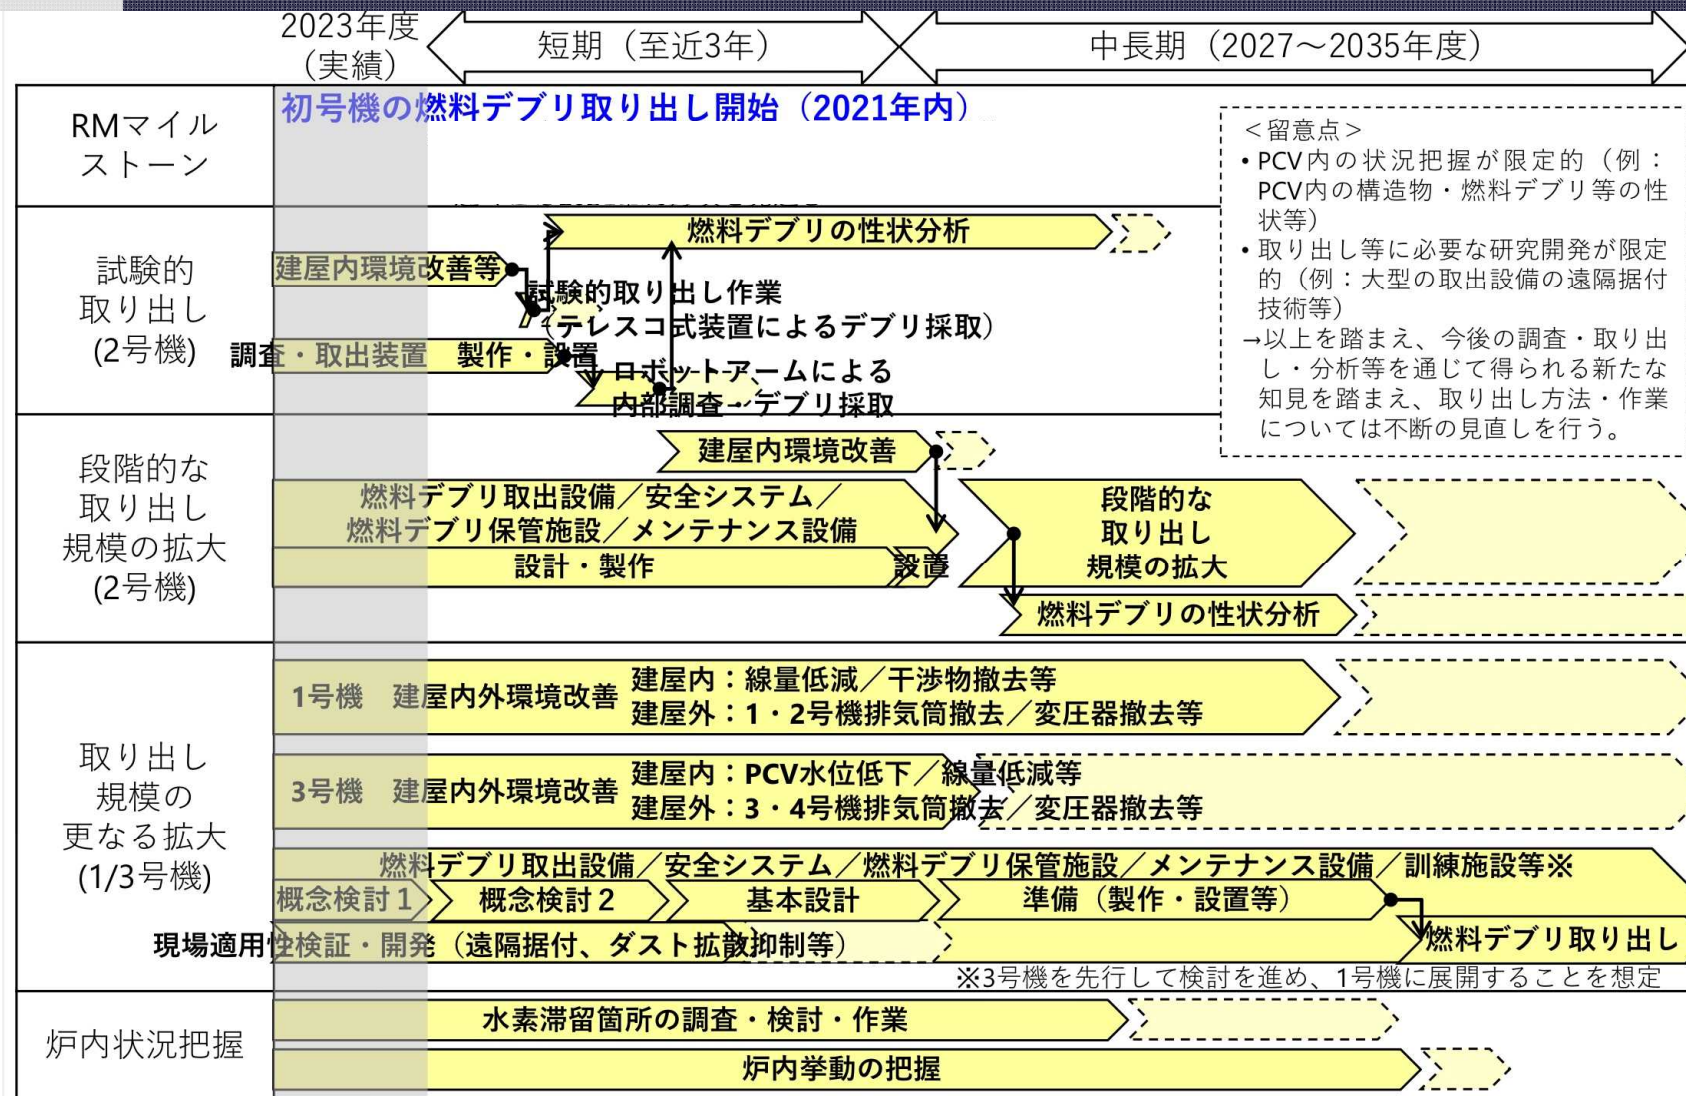 2023年度
(実績)
短期（至近3年）
中長期（2027～2035年度）
RMマイル
ストーン
初号機の燃料デブリ取り出し開始（2021年内）
＜留意点＞
• PCV内の状況把握が限定的（例：
PCV内の構造物・燃料デブリ等の性
状等）
• 取り出し等に必要な研究開発が限定
的（例：大型の取出設備の遠隔据付
技術等）
→以上を踏まえ、今後の調査・取り出
し・分析等を通じて得られる新たな
知見を踏まえ、取り出し方法・作業
については不断の見直しを行う。
試験的
取り出し
(2号機)
燃料デブリの性状分析
建屋内環境改善等
試験的取り出し作業
（テレスコ式装置によるデブリ採取）
調査・取出装置　製作・設置
ロボットアームによる
内部調査・デブリ採取
段階的な
取り出し
規模の拡大
(2号機)
建屋内環境改善
燃料デブリ取出設備／安全システム／
燃料デブリ保管施設／メンテナンス設備
設計・製作
設置
段階的な
取り出し
規模の拡大
燃料デブリの性状分析
取り出し
規模の
更なる拡大
(1/3号機)
1号機　建屋内外環境改善
建屋内：線量低減／干渉物撤去等
建屋外：1・2号機排気筒撤去／変圧器撤去等
3号機　建屋内外環境改善
建屋内：PCV水位低下／線量低減等
建屋外：3・4号機排気筒撤去／変圧器撤去等
燃料デブリ取出設備／安全システム／燃料デブリ保管施設／メンテナンス設備／訓練施設等※
概念検討1
概念検討2
基本設計
準備（製作・設置等）
現場適用性検証・開発（遠隔据付、ダスト拡散抑制等）
燃料デブリ取り出し
※3号機を先行して検討を進め、1号機に展開することを想定
炉内状況把握
水素滞留箇所の調査・検討・作業
炉内挙動の把握